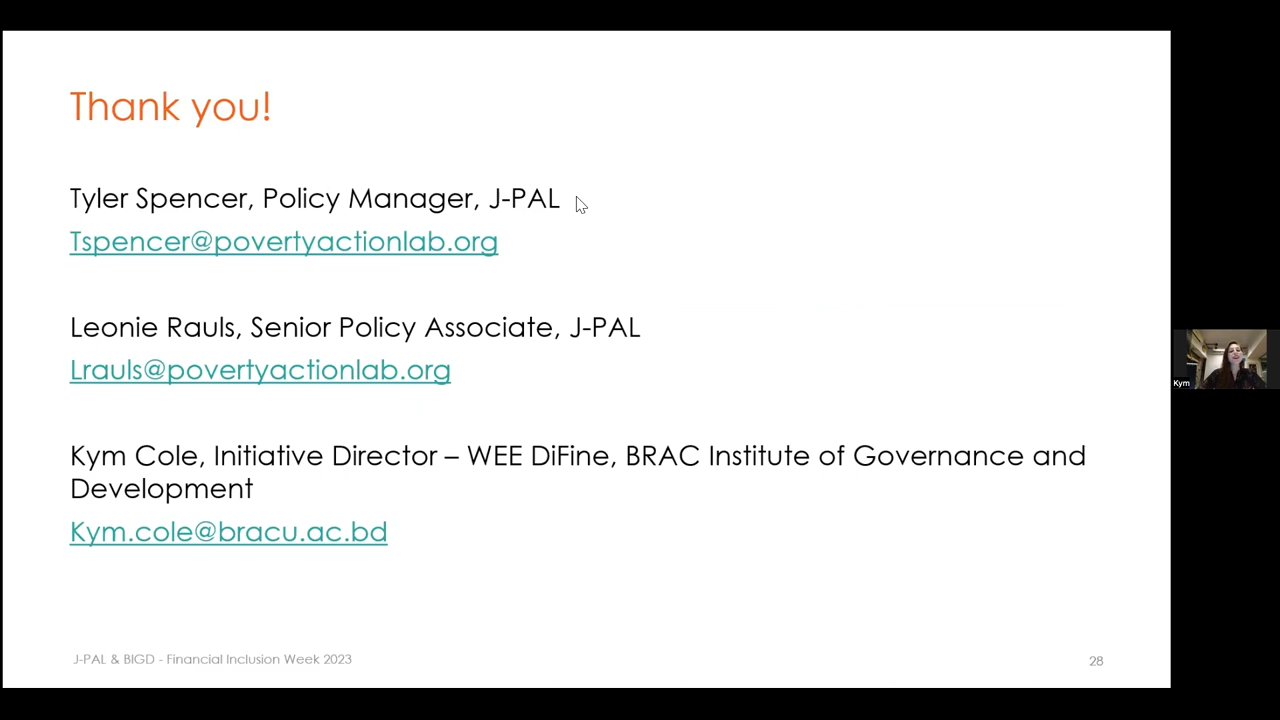 Thank you!
Tyler Spencer, Policy Manager, J-PAL
Tspencer@povertyactionlab.org
Leonie Rauls, Senior Policy Associate, J-PAL
Lrauls@povertyactionlab.org
Kym Cole, Initiative Director – WEE DiFine, BRAC Institute of Governance and
Development
Kym.cole@bracu.ac.bd
J-PAL & BIGD - Financial Inclusion Week 2023
28
Kym